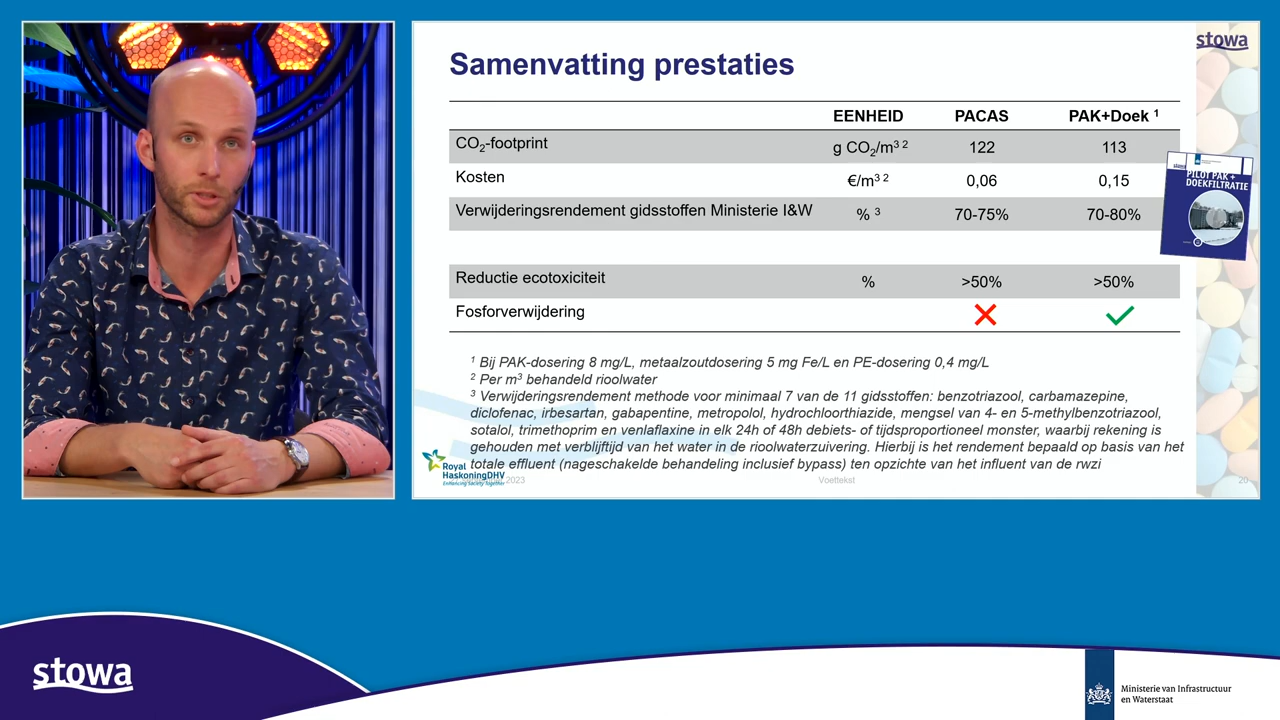 stowa
Samenvatting prestaties
EENHEID PACAS PAK+Doek ¹
CO₂-footprint g CO₂/m³ ² 122 113
Kosten €/m³ ² 0,06 0,15
Verwijderingsrendement gidsstoffen Ministerie I&W % ³ 70-75% 70-80%
PILOT PAK +
DOEKFILTRATIE
Reductie ecotoxiciteit % >50% >50%
Fosforverwijdering
¹ Bij PAK-dosering 8 mg/L, metaalzoutdosering 5 mg Fe/L en PE-dosering 0,4 mg/L
² Per m³ behandeld rioolwater
³ Verwijderingsrendement methode voor minimaal 7 van de 11 gidsstoffen: benzotriazool, carbamazepine,
diclofenac, irbesartan, gabapentine, metropolol, hydrochloorthiazide, mengsel van 4- en 5-methylbenzotriazool,
sotalol, trimethoprim en venlaflaxine in elk 24h of 48h debiets- of tijdsproportioneel monster, waarbij rekening is
gehouden met verblijftijd van het water in de rioolwaterzuivering. Hierbij is het rendement bepaald op basis van het
totale effluent (nageschakelde behandeling inclusief bypass) ten opzichte van het influent van de rwzi
Royal
HaskoningDHV
Enhancing Society Together
2023 Voettekst 20
stowa
Ministerie van Infrastructuur
en Waterstaat